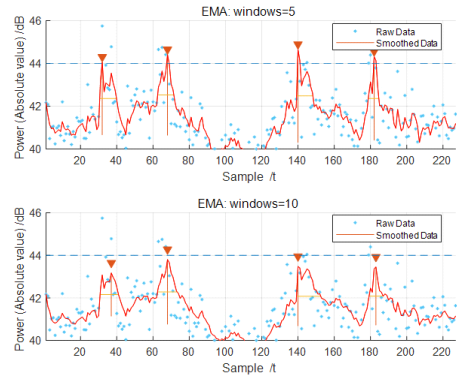 EMA: windows=5
46
44
42
40
Power (Absolute value) /dB
Raw Data
Smoothed Data
20 40 60 80 100 120 140 160 180 200 220
Sample /t
EMA: windows=10
46
44
42
40
Power (Absolute value) /dB
Raw Data
Smoothed Data
20 40 60 80 100 120 140 160 180 200 220
Sample /t